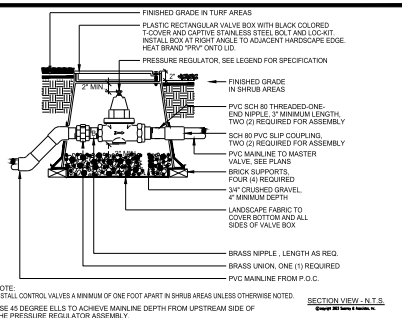 FINISHED GRADE IN TURF AREAS
PLASTIC RECTANGULAR VALVE BOX WITH BLACK COLORED
T-COVER AND CAPTIVE STAINLESS STEEL BOLT AND LOC-KIT.
INSTALL BOX AT RIGHT ANGLE TO ADJACENT HARDSCAPE EDGE.
HEAT BRAND "PRV" ONTO LID.
PRESSURE REGULATOR, SEE LEGEND FOR SPECIFICATION
2"
2" MIN
FINISHED GRADE
IN SHRUB AREAS
PVC SCH 80 THREADED-ONE-
END NIPPLE, 3" MINIMUM LENGTH,
TWO (2) REQUIRED FOR ASSEMBLY
SCH 80 PVC SLIP COUPLING,
TWO (2) REQUIRED FOR ASSEMBLY
PVC MAINLINE TO MASTER
VALVE, SEE PLANS
2" MIN
BRICK SUPPORTS,
FOUR (4) REQUIRED
3/4" CRUSHED GRAVEL,
4" MINIMUM DEPTH
LANDSCAPE FABRIC TO
COVER BOTTOM AND ALL
SIDES OF VALVE BOX
BRASS NIPPLE , LENGTH AS REQ.
BRASS UNION, ONE (1) REQUIRED
PVC MAINLINE FROM P.O.C.
OTE:
STALL CONTROL VALVES A MINIMUM OF ONE FOOT APART IN SHRUB AREAS UNLESS OTHERWISE NOTED.
SECTION VIEW - N.T.S.
SE 45 DEGREE ELLS TO ACHIEVE MAINLINE DEPTH FROM UPSTREAM SIDE OF
HE PRESSURE REGULATOR ASSEMBLY.